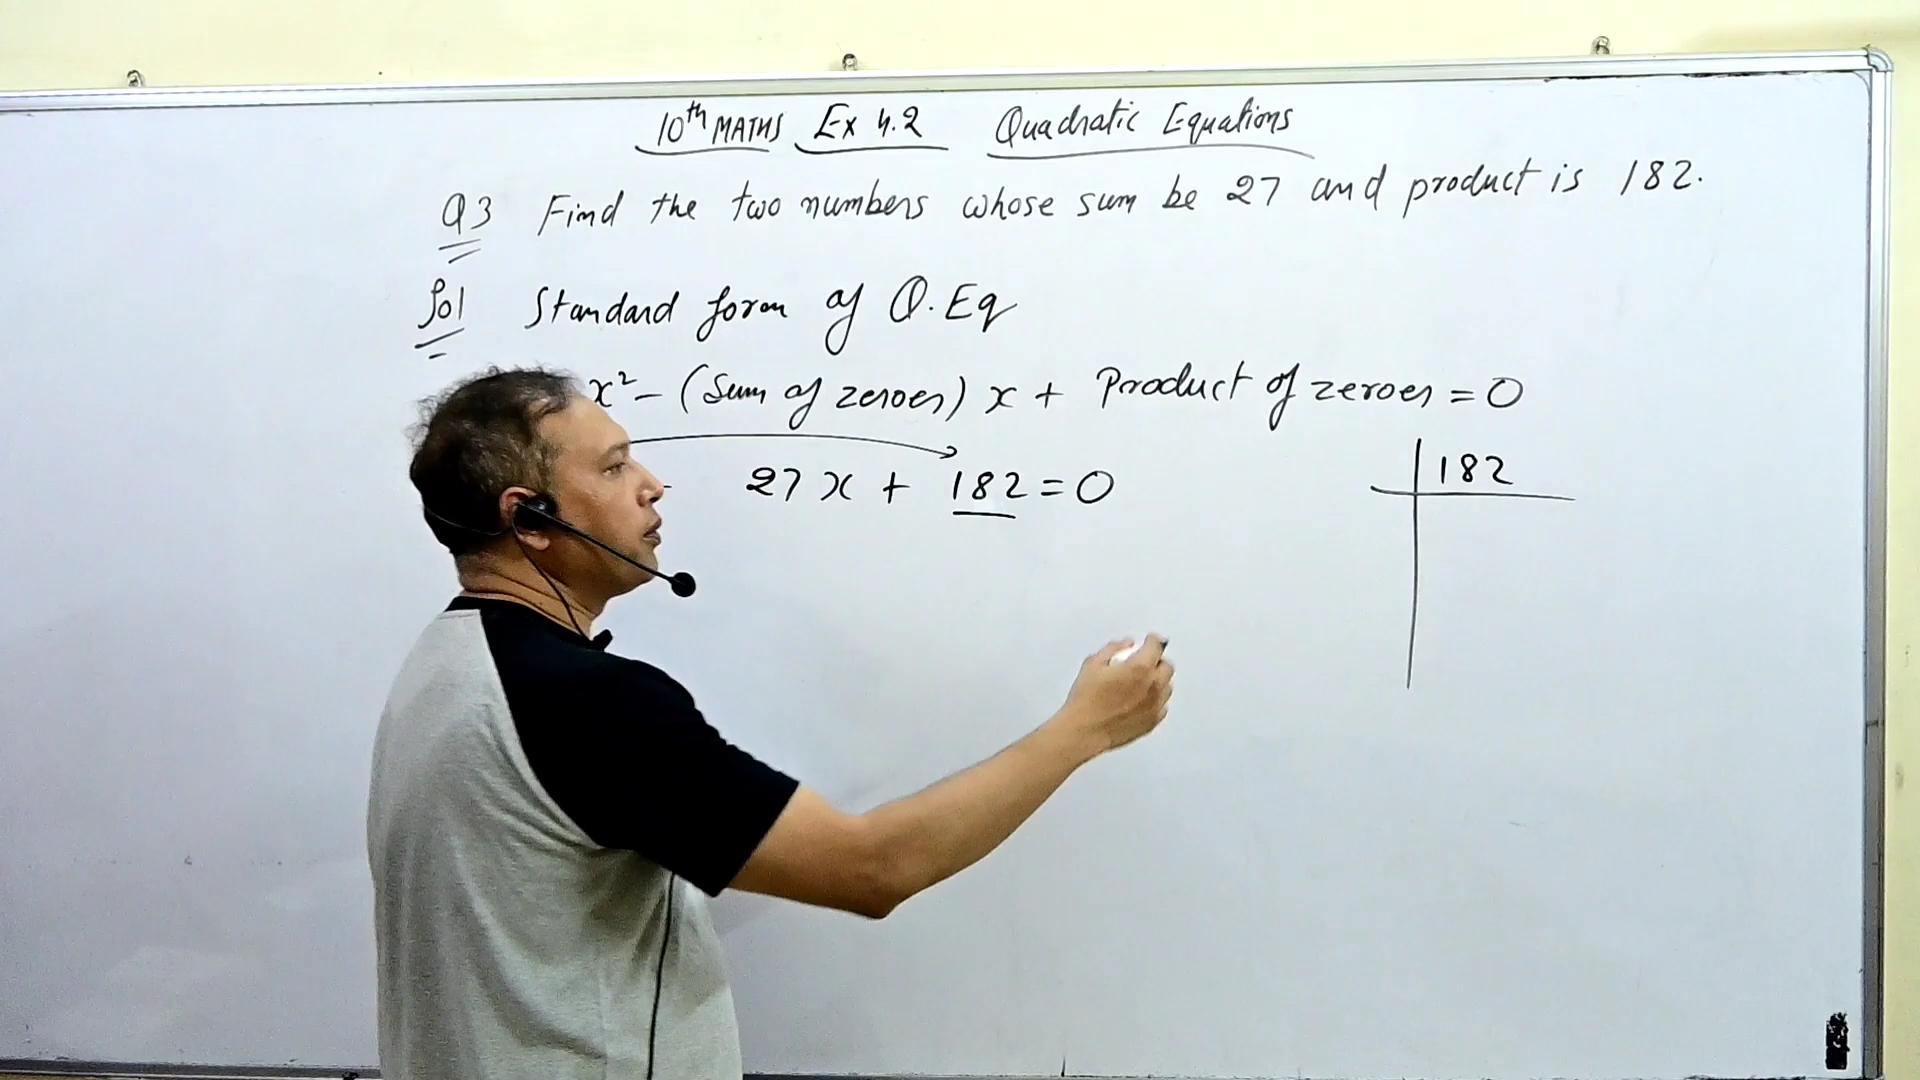 10th MATHS Ex 4.2 Quadratic Equations
Q3 Find the two numbers whose sum be 27 and product is 182.
Sol Standard form of Q.Eq
x² - (Sum of zeroes) x + Product of zeroes = 0
- 27x + 182 = 0
182